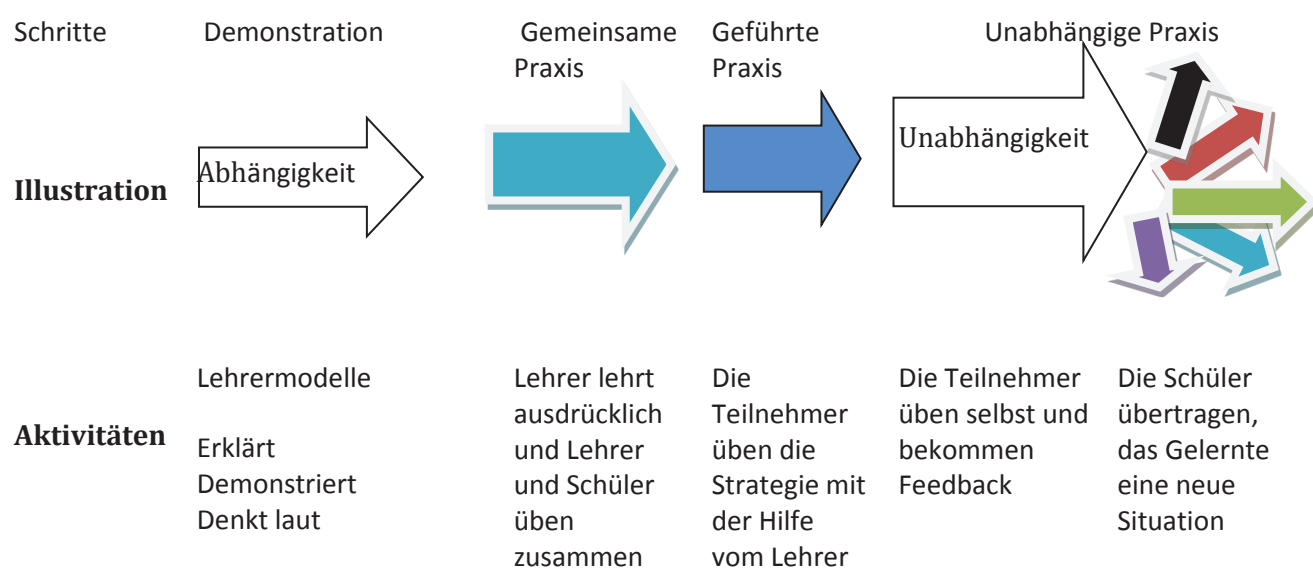 Schritte
Demonstration
Gemeinsame
Praxis
Geführte
Praxis
Unabhängige Praxis
Illustration
Abhängigkeit
Unabhängigkeit
Aktivitäten
Lehrermodelle
Erklärt
Demonstriert
Denkt laut
Lehrer lehrt
ausdrücklich
und Lehrer
und Schüler
üben
zusammen
Die
Teilnehmer
üben die
Strategie mit
der Hilfe
vom Lehrer
Die Teilnehmer
üben selbst und
bekommen
Feedback
Die Schüler
übertragen,
das Gelernte
eine neue
Situation